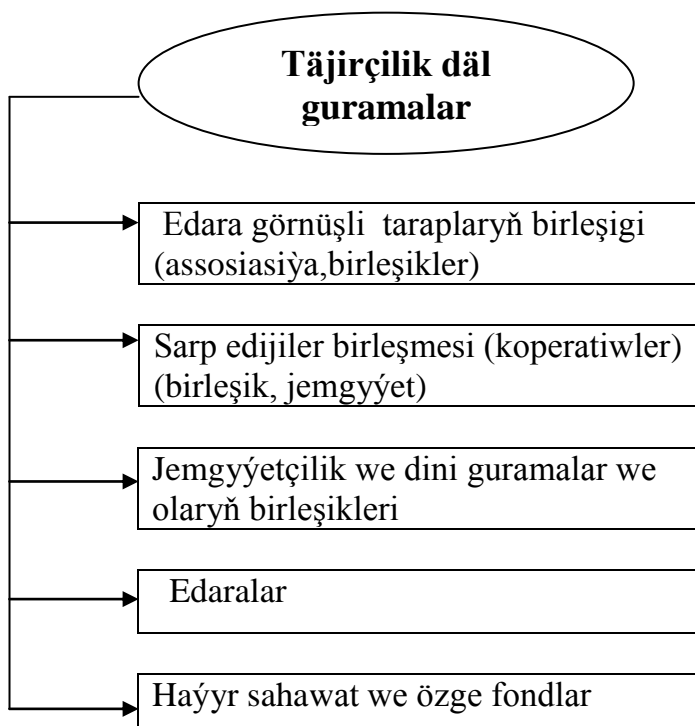 Täjirçilik däl
guramalar
Edara görnüşli taraplaryň birleşigi
(assosiasiỳa,birleşikler)
Sarp edijiler birleşmesi (koperatiwler)
(birleşik, jemgyýet)
Jemgyýetçilik we dini guramalar we
olaryň birleşikleri
Edaralar
Haýyr sahawat we özge fondlar